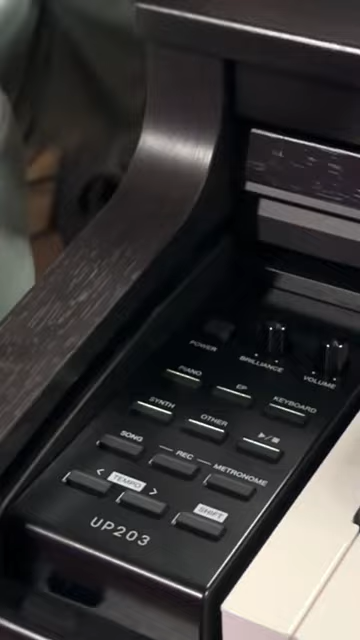 POWER
BRILLIANCE
VOLUME
PIANO
EP
KEYBOARD
SYNTH
OTHER
▶/■
SONG
REC
METRONOME
< TEMPO >
SHIFT
UP203